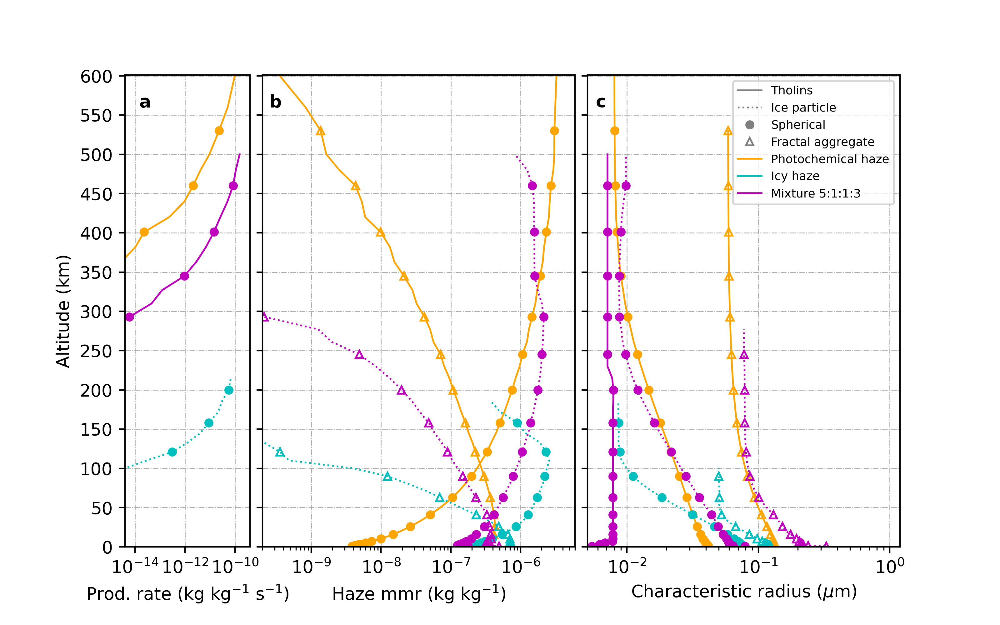 a
b
c
600
550
500
450
400
350
300
250
200
150
100
50
0
Altitude (km)
Tholins
Ice particle
Spherical
Fractal aggregate
Photochemical haze
Icy haze
Mixture 5:1:1:3
10⁻¹⁴ 10⁻¹² 10⁻¹⁰
10⁻⁹ 10⁻⁸ 10⁻⁷ 10⁻⁶
10⁻² 10⁻¹ 10⁰
Prod. rate (kg kg⁻¹ s⁻¹)
Haze mmr (kg kg⁻¹)
Characteristic radius (μm)